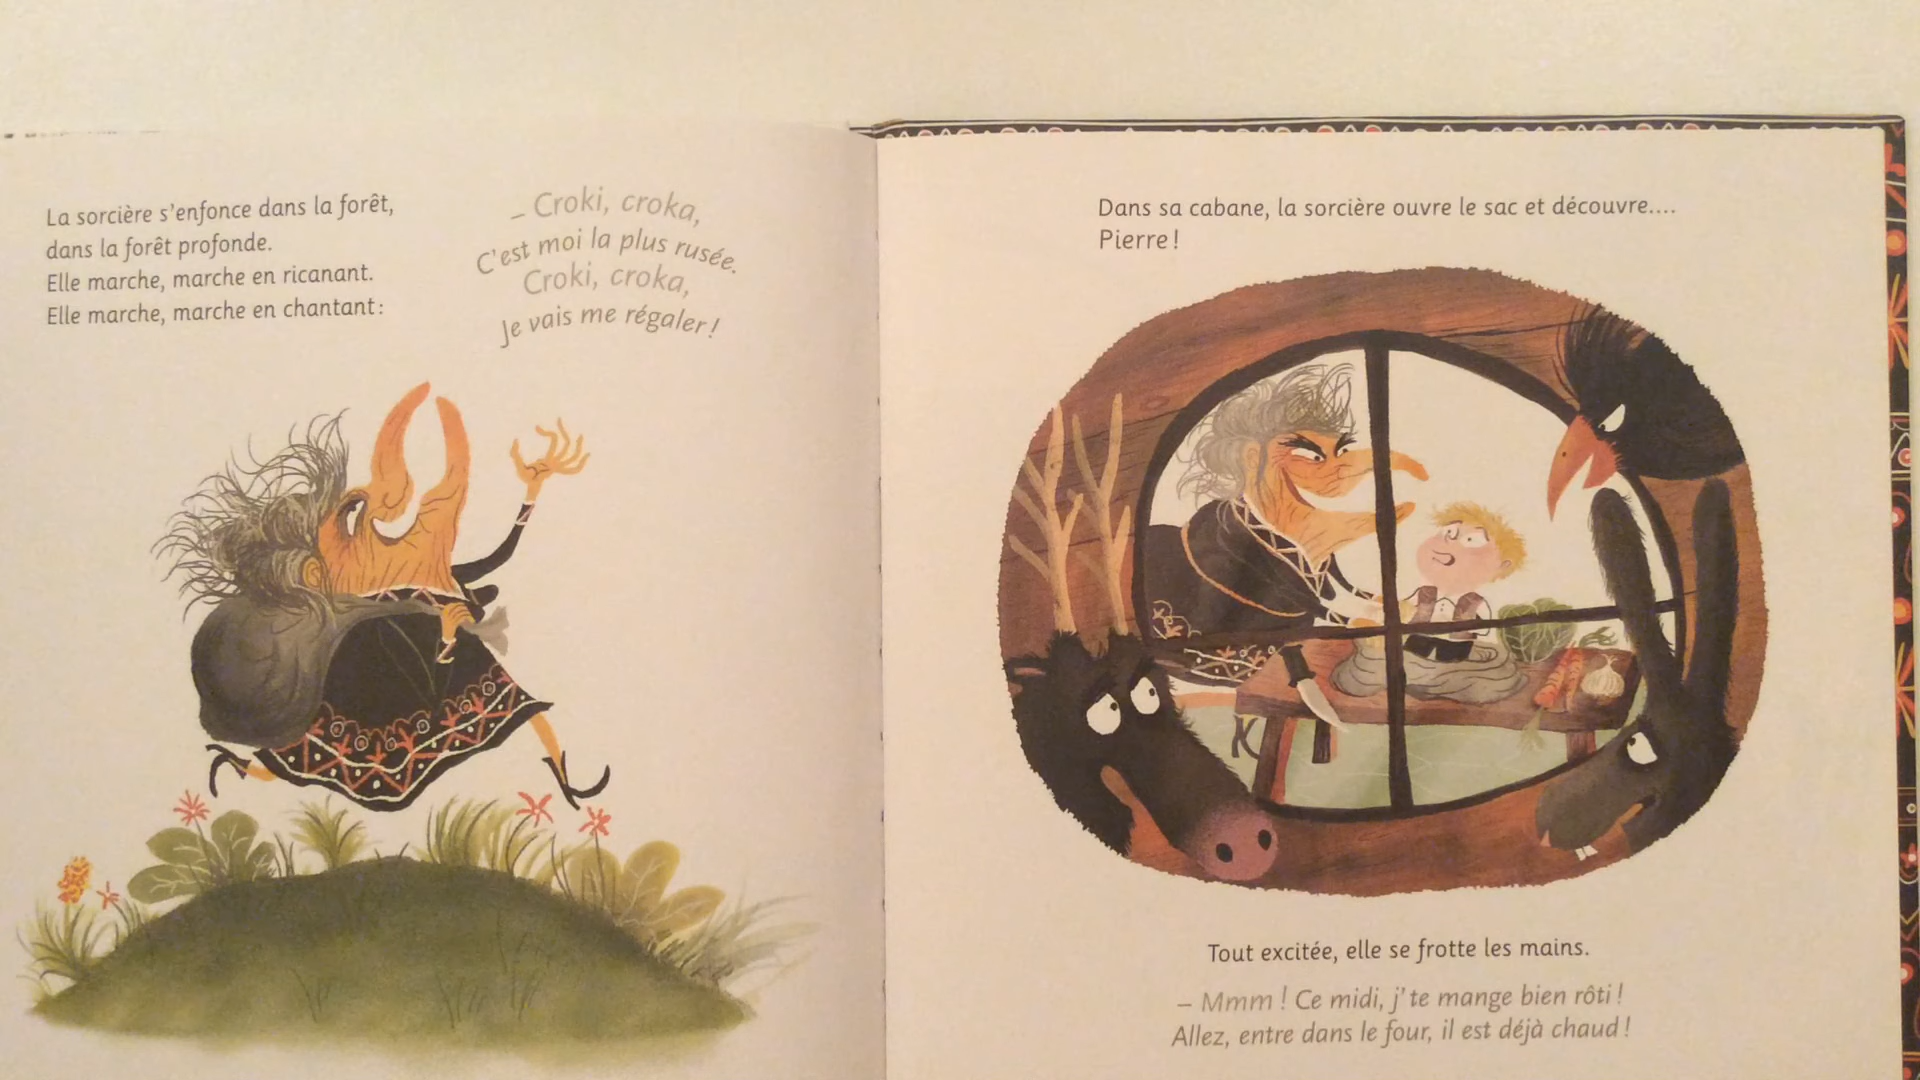 La sorcière s'enfonce dans la forêt,
dans la forêt profonde.
Elle marche, marche en ricanant.
Elle marche, marche en chantant :
– Croki, croka,
C'est moi la plus rusée.
Croki, croka,
Je vais me régaler !
Dans sa cabane, la sorcière ouvre le sac et découvre....
Pierre !
Tout excitée, elle se frotte les mains.
– Mmm ! Ce midi, j'te mange bien rôti !
Allez, entre dans le four, il est déjà chaud !